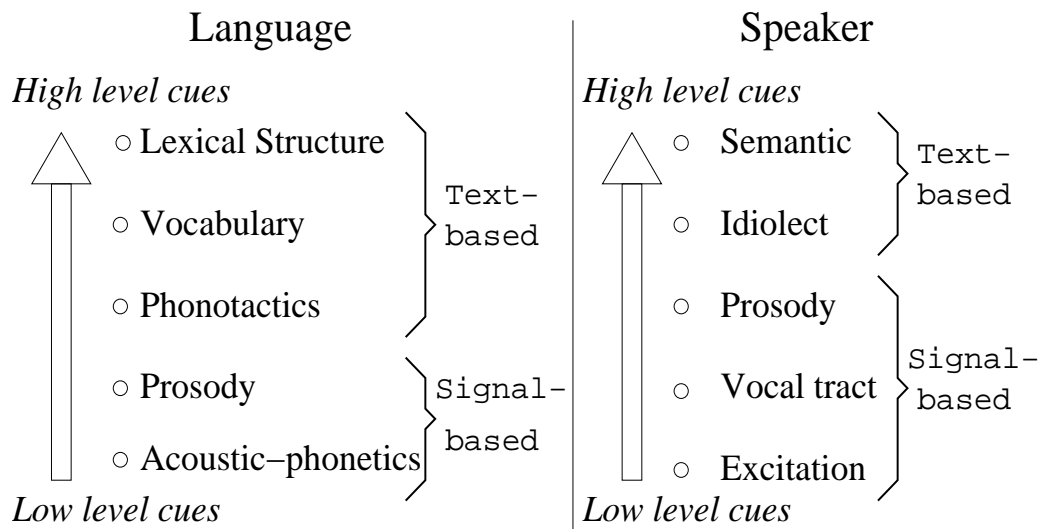 Language
High level cues
Lexical Structure
Vocabulary
Phonotactics
Text-
based
Prosody
Acoustic-phonetics
Signal-
based
Low level cues
Speaker
High level cues
Semantic
Idiolect
Text-
based
Prosody
Vocal tract
Excitation
Signal-
based
Low level cues